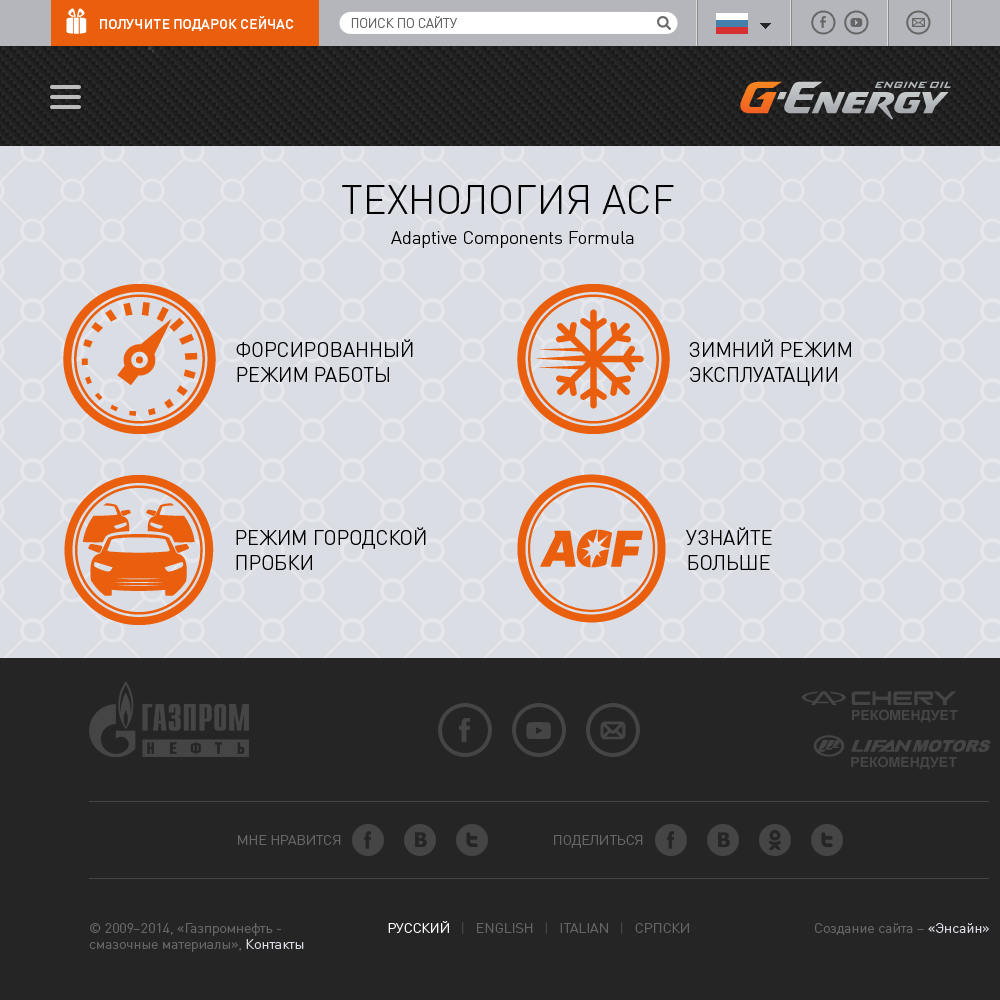 ПОЛУЧИТЕ ПОДАРОК СЕЙЧАС
ПОИСК ПО САЙТУ
ENGINE OIL
G-ENERGY
ТЕХНОЛОГИЯ ACF
Adaptive Components Formula
ФОРСИРОВАННЫЙ
РЕЖИМ РАБОТЫ
ЗИМНИЙ РЕЖИМ
ЭКСПЛУАТАЦИИ
РЕЖИМ ГОРОДСКОЙ
ПРОБКИ
ACF
УЗНАЙТЕ
БОЛЬШЕ
ГАЗПРОМ
НЕФТЬ
CHERY
РЕКОМЕНДУЕТ
LIFAN MOTORS
РЕКОМЕНДУЕТ
МНЕ НРАВИТСЯ
ПОДЕЛИТЬСЯ
© 2009–2014, «Газпромнефть -
смазочные материалы», Контакты
РУССКИЙ | ENGLISH | ITALIAN | СРПСКИ
Создание сайта – «Энсайн»